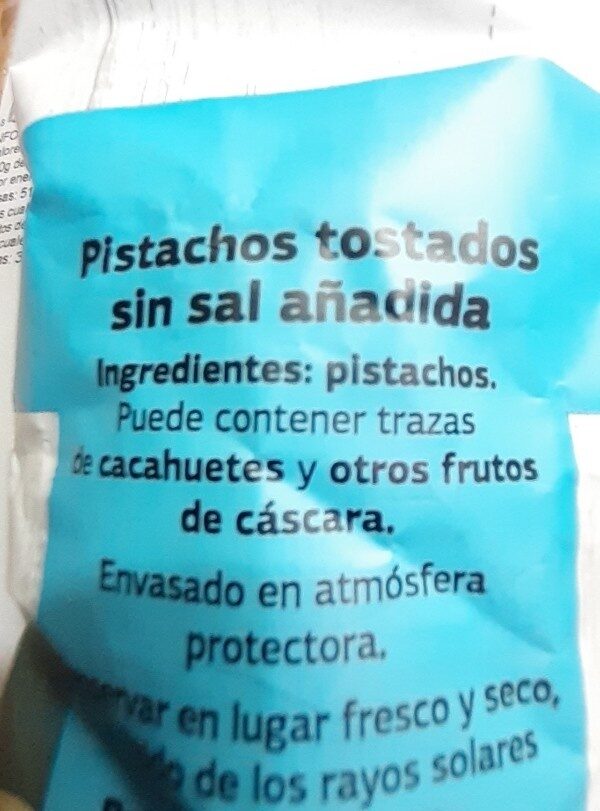 Pistachos tostados
sin sal añadida
Ingredientes: pistachos.
Puede contener trazas
de cacahuetes y otros frutos
de cáscara.
Envasado en atmósfera
protectora.
en lugar fresco y seco,
de los rayos solares